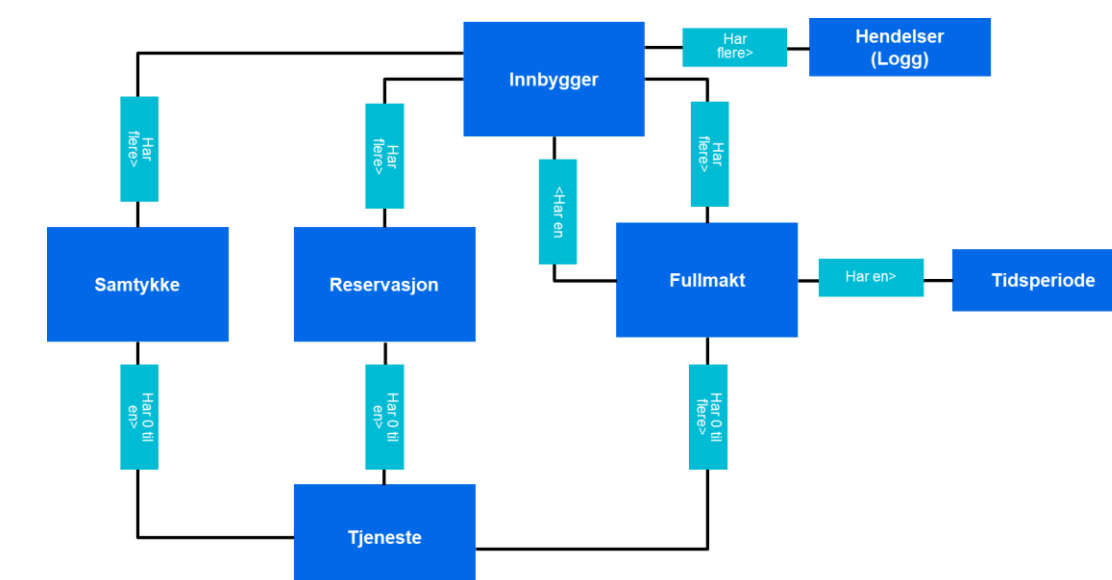 Har
flere>
Hendelser
(Logg)
Innbygger
Har
flere>
Har
flere>
Har
flere>
<Har en
Samtykke
Reservasjon
Fullmakt
Har en>
Tidsperiode
Har 0 til
en>
Har 0 til
en>
Har 0 til
flere>
Tjeneste